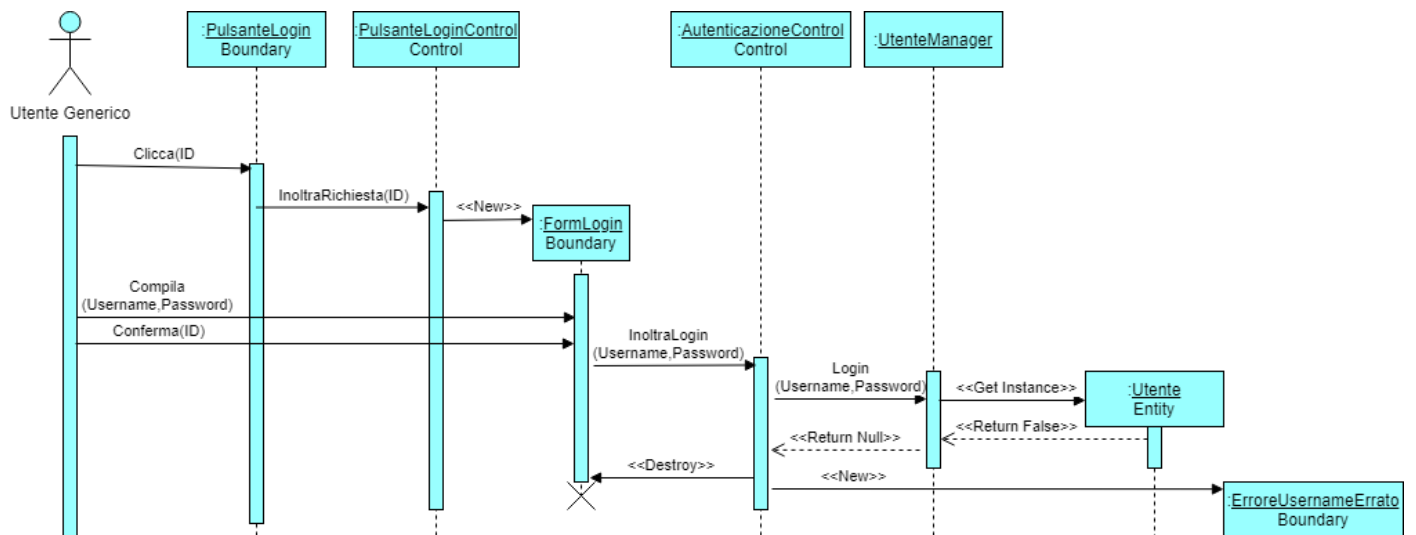 :PulsanteLogin
Boundary
:PulsanteLoginControl
Control
:AutenticazioneControl
Control
:UtenteManager
Utente Generico
Clicca(ID
InoltraRichiesta(ID)
<<New>>
:FormLogin
Boundary
Compila
(Username,Password)
Conferma(ID)
InoltraLogin
(Username,Password)
Login
(Username,Password)
<<Get Instance>>
:Utente
Entity
<<Return False>>
<<Return Null>>
<<Destroy>>
<<New>>
:ErroreUsernameErrato
Boundary